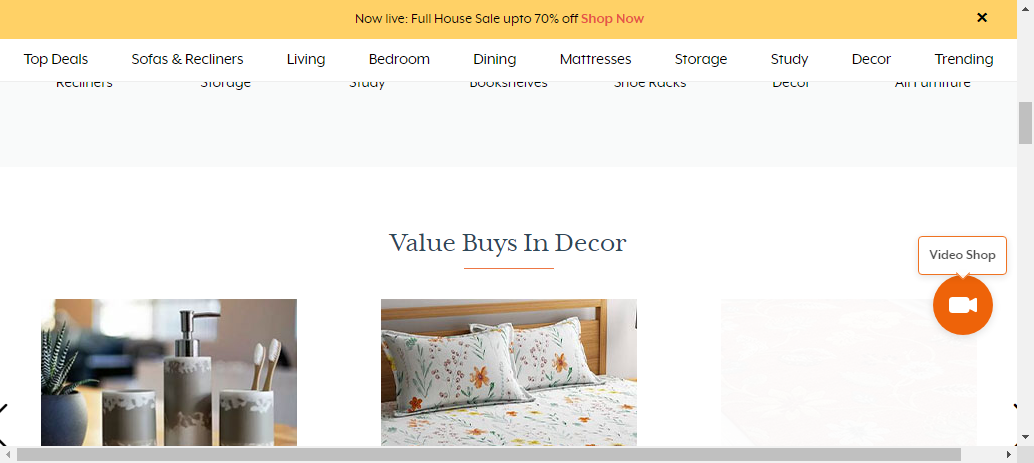 Now live: Full House Sale upto 70% off Shop Now ✕
Top Deals Sofas & Recliners Living Bedroom Dining Mattresses Storage Study Decor Trending
Recliners Storage Study Bookshelves Shoe Racks Decor All Furniture
Value Buys In Decor
Video Shop